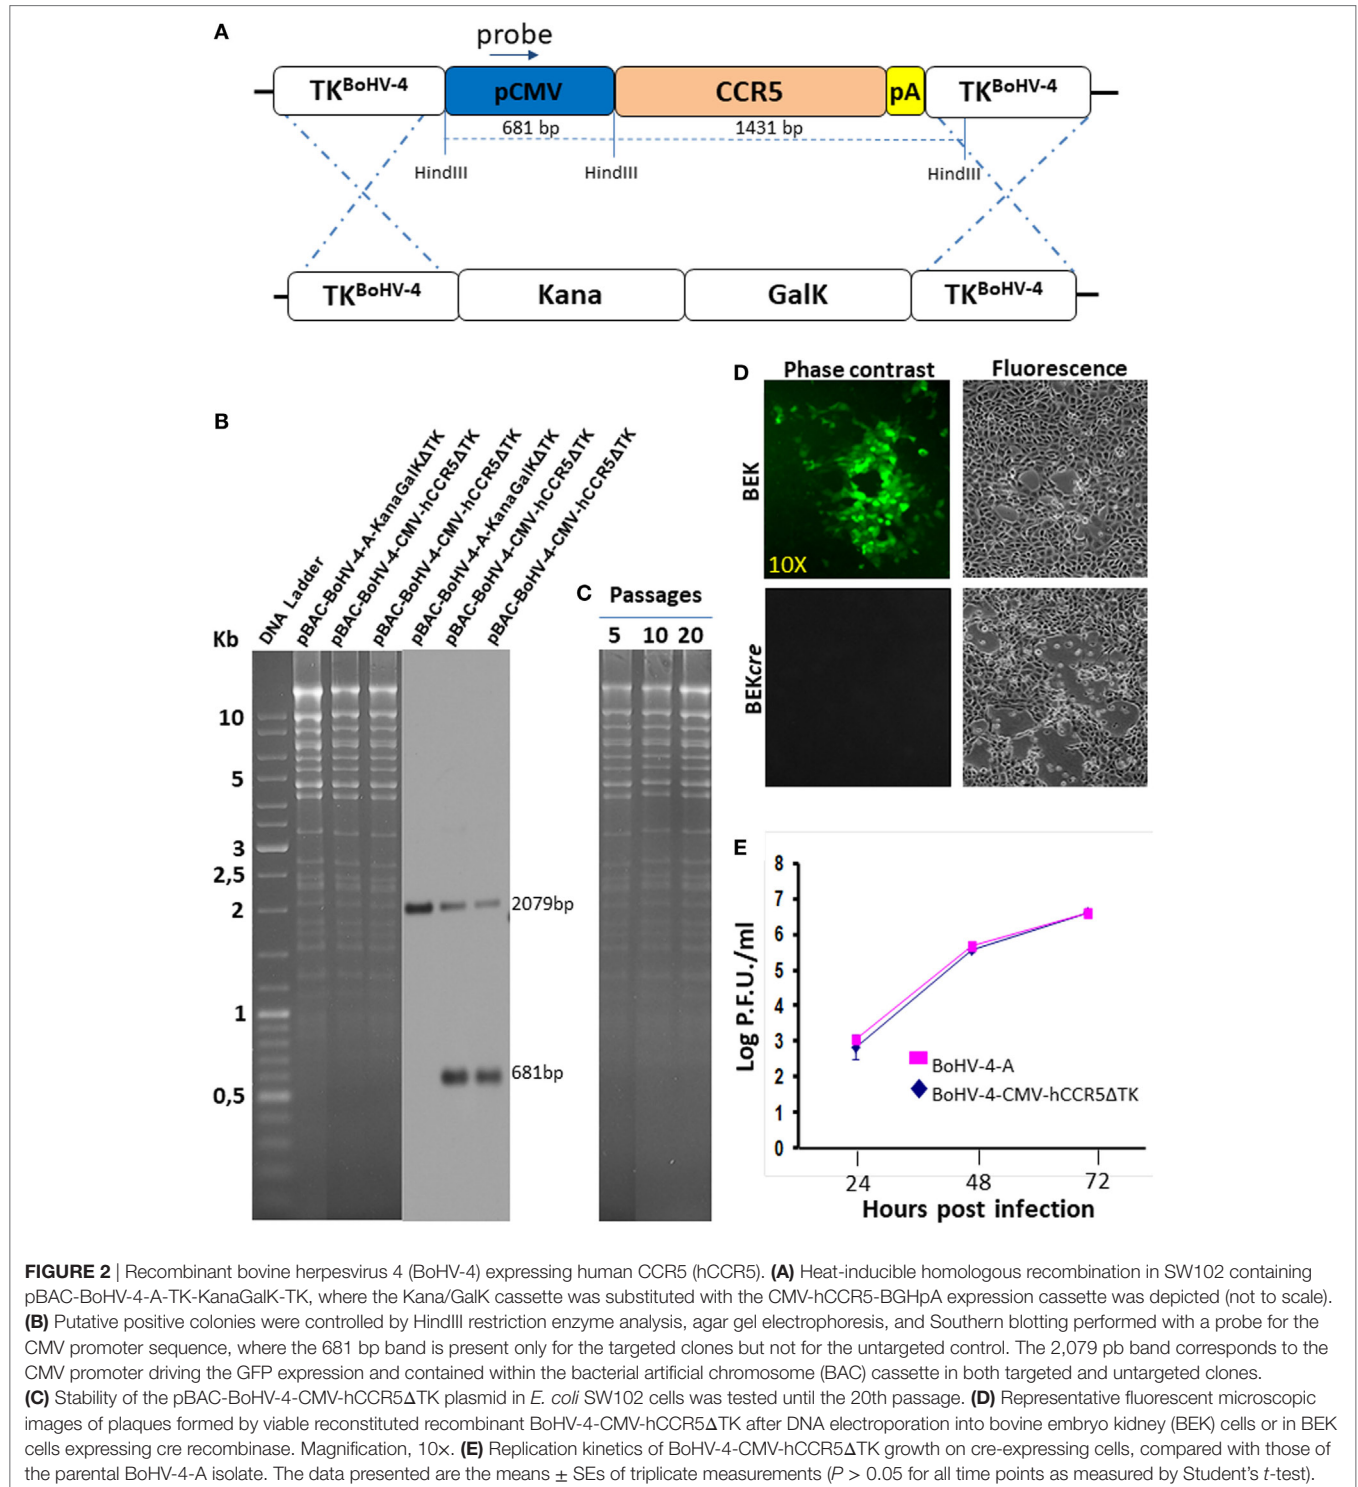 A
probe
TK^BoHV-4 pCMV CCR5 pA TK^BoHV-4
681 bp 1431 bp
HindIII HindIII HindIII
TK^BoHV-4 Kana GalK TK^BoHV-4
B
Kb
DNA Ladder
pBAC-BoHV-4-A-KanaGalKΔTK
pBAC-BoHV-4-CMV-hCCR5ΔTK
pBAC-BoHV-4-CMV-hCCR5ΔTK
pBAC-BoHV-4-A-KanaGalKΔTK
pBAC-BoHV-4-CMV-hCCR5ΔTK
pBAC-BoHV-4-CMV-hCCR5ΔTK
10
5
3
2,5
2
1
0,5
2079bp
681bp
C
Passages
5 10 20
D
Phase contrast Fluorescence
BEK
10X
BEKcre
E
Log P.F.U./ml
8
7
6
5
4
3
2
1
0
BoHV-4-A
BoHV-4-CMV-hCCR5ΔTK
24 48 72
Hours post infection
FIGURE 2 | Recombinant bovine herpesvirus 4 (BoHV-4) expressing human CCR5 (hCCR5). (A) Heat-inducible homologous recombination in SW102 containing
pBAC-BoHV-4-A-TK-KanaGalK-TK, where the Kana/GalK cassette was substituted with the CMV-hCCR5-BGHpA expression cassette was depicted (not to scale).
(B) Putative positive colonies were controlled by HindIII restriction enzyme analysis, agar gel electrophoresis, and Southern blotting performed with a probe for the
CMV promoter sequence, where the 681 bp band is present only for the targeted clones but not for the untargeted control. The 2,079 pb band corresponds to the
CMV promoter driving the GFP expression and contained within the bacterial artificial chromosome (BAC) cassette in both targeted and untargeted clones.
(C) Stability of the pBAC-BoHV-4-CMV-hCCR5ΔTK plasmid in E. coli SW102 cells was tested until the 20th passage. (D) Representative fluorescent microscopic
images of plaques formed by viable reconstituted recombinant BoHV-4-CMV-hCCR5ΔTK after DNA electroporation into bovine embryo kidney (BEK) cells or in BEK
cells expressing cre recombinase. Magnification, 10×. (E) Replication kinetics of BoHV-4-CMV-hCCR5ΔTK growth on cre-expressing cells, compared with those of
the parental BoHV-4-A isolate. The data presented are the means ± SEs of triplicate measurements (P > 0.05 for all time points as measured by Student's t-test).